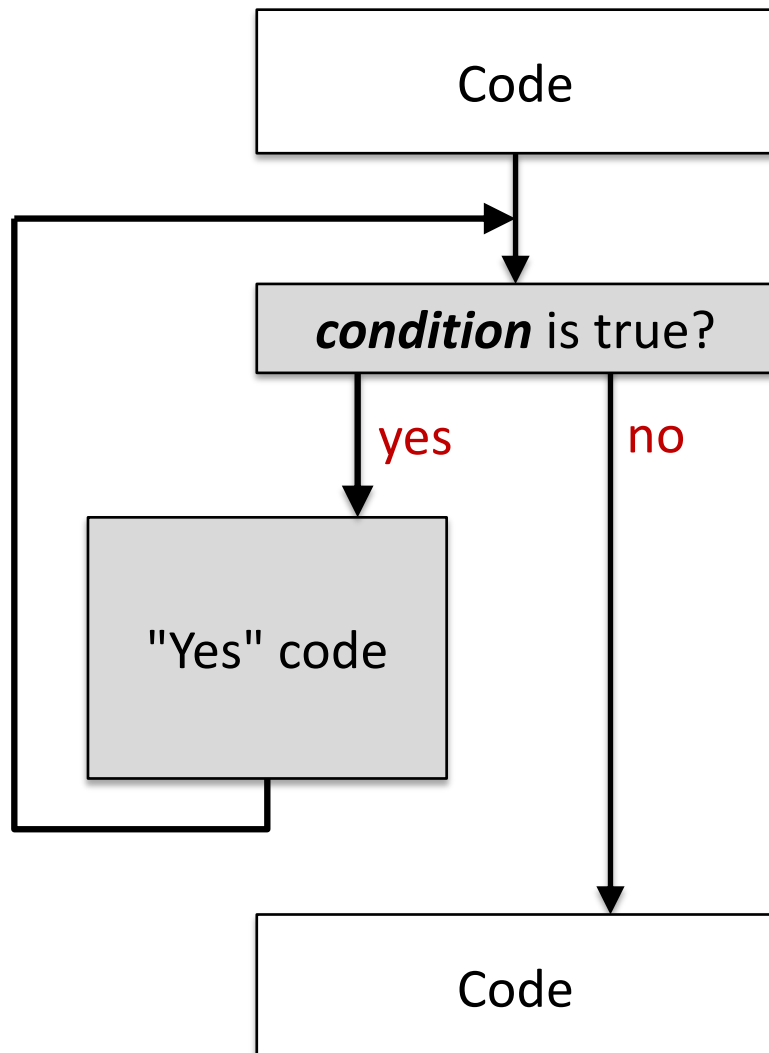 Code
condition is true?
yes
no
"Yes" code
Code